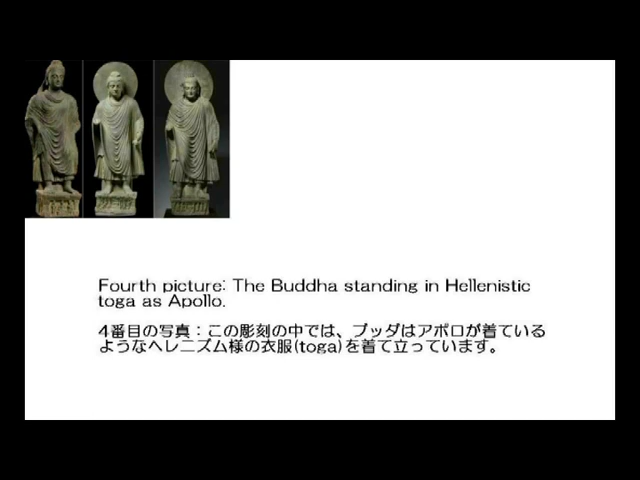 Fourth picture: The Buddha standing in Hellenistic
toga as Apollo.
4番目の写真：この彫刻の中では、ブッダはアポロが着ている
ようなヘレニズム様の衣服(toga)を着て立っています。